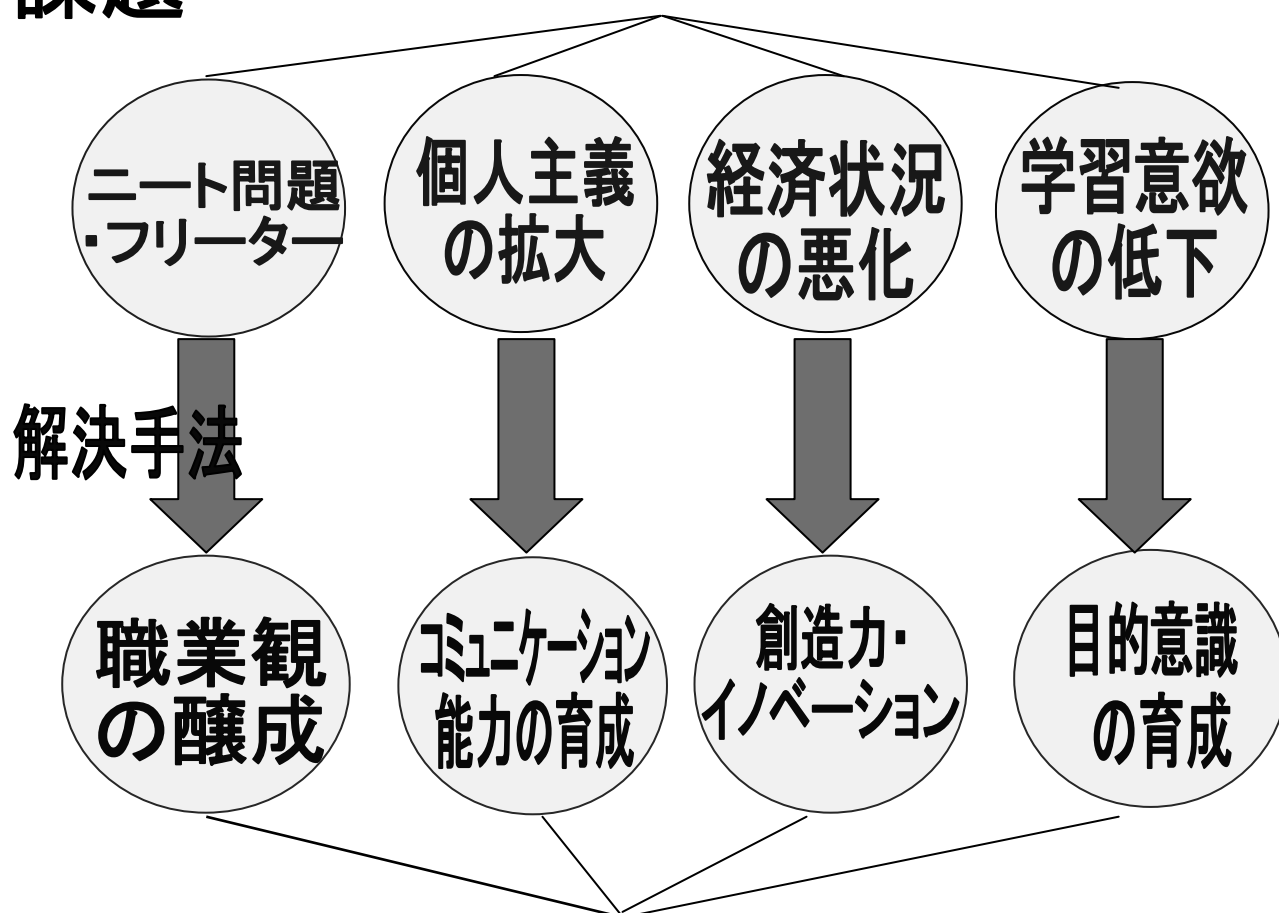 課題
ニート問題
・フリーター
個人主義
の拡大
経済状況
の悪化
学習意欲
の低下
解決手法
職業観
の醸成
コミュニケーション
能力の育成
創造力・
イノベーション
目的意識
の育成